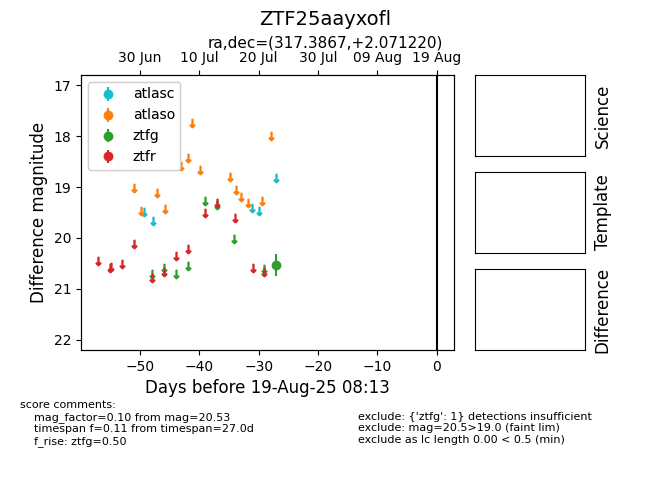 ZTF25aayxofl
ra,dec=(317.3867,+2.071220)
30 Jun 10 Jul 20 Jul 30 Jul 09 Aug 19 Aug
17
18
19
20
21
22
Difference magnitude
atlasc
atlaso
ztfg
ztfr
−50 −40 −30 −20 −10 0
Days before 19-Aug-25 08:13
Science
Template
Difference
score comments:
mag_factor=0.10 from mag=20.53
timespan f=0.11 from timespan=27.0d
f_rise: ztfg=0.50
exclude: {'ztfg': 1} detections insufficient
exclude: mag=20.5>19.0 (faint lim)
exclude as lc length 0.00 < 0.5 (min)